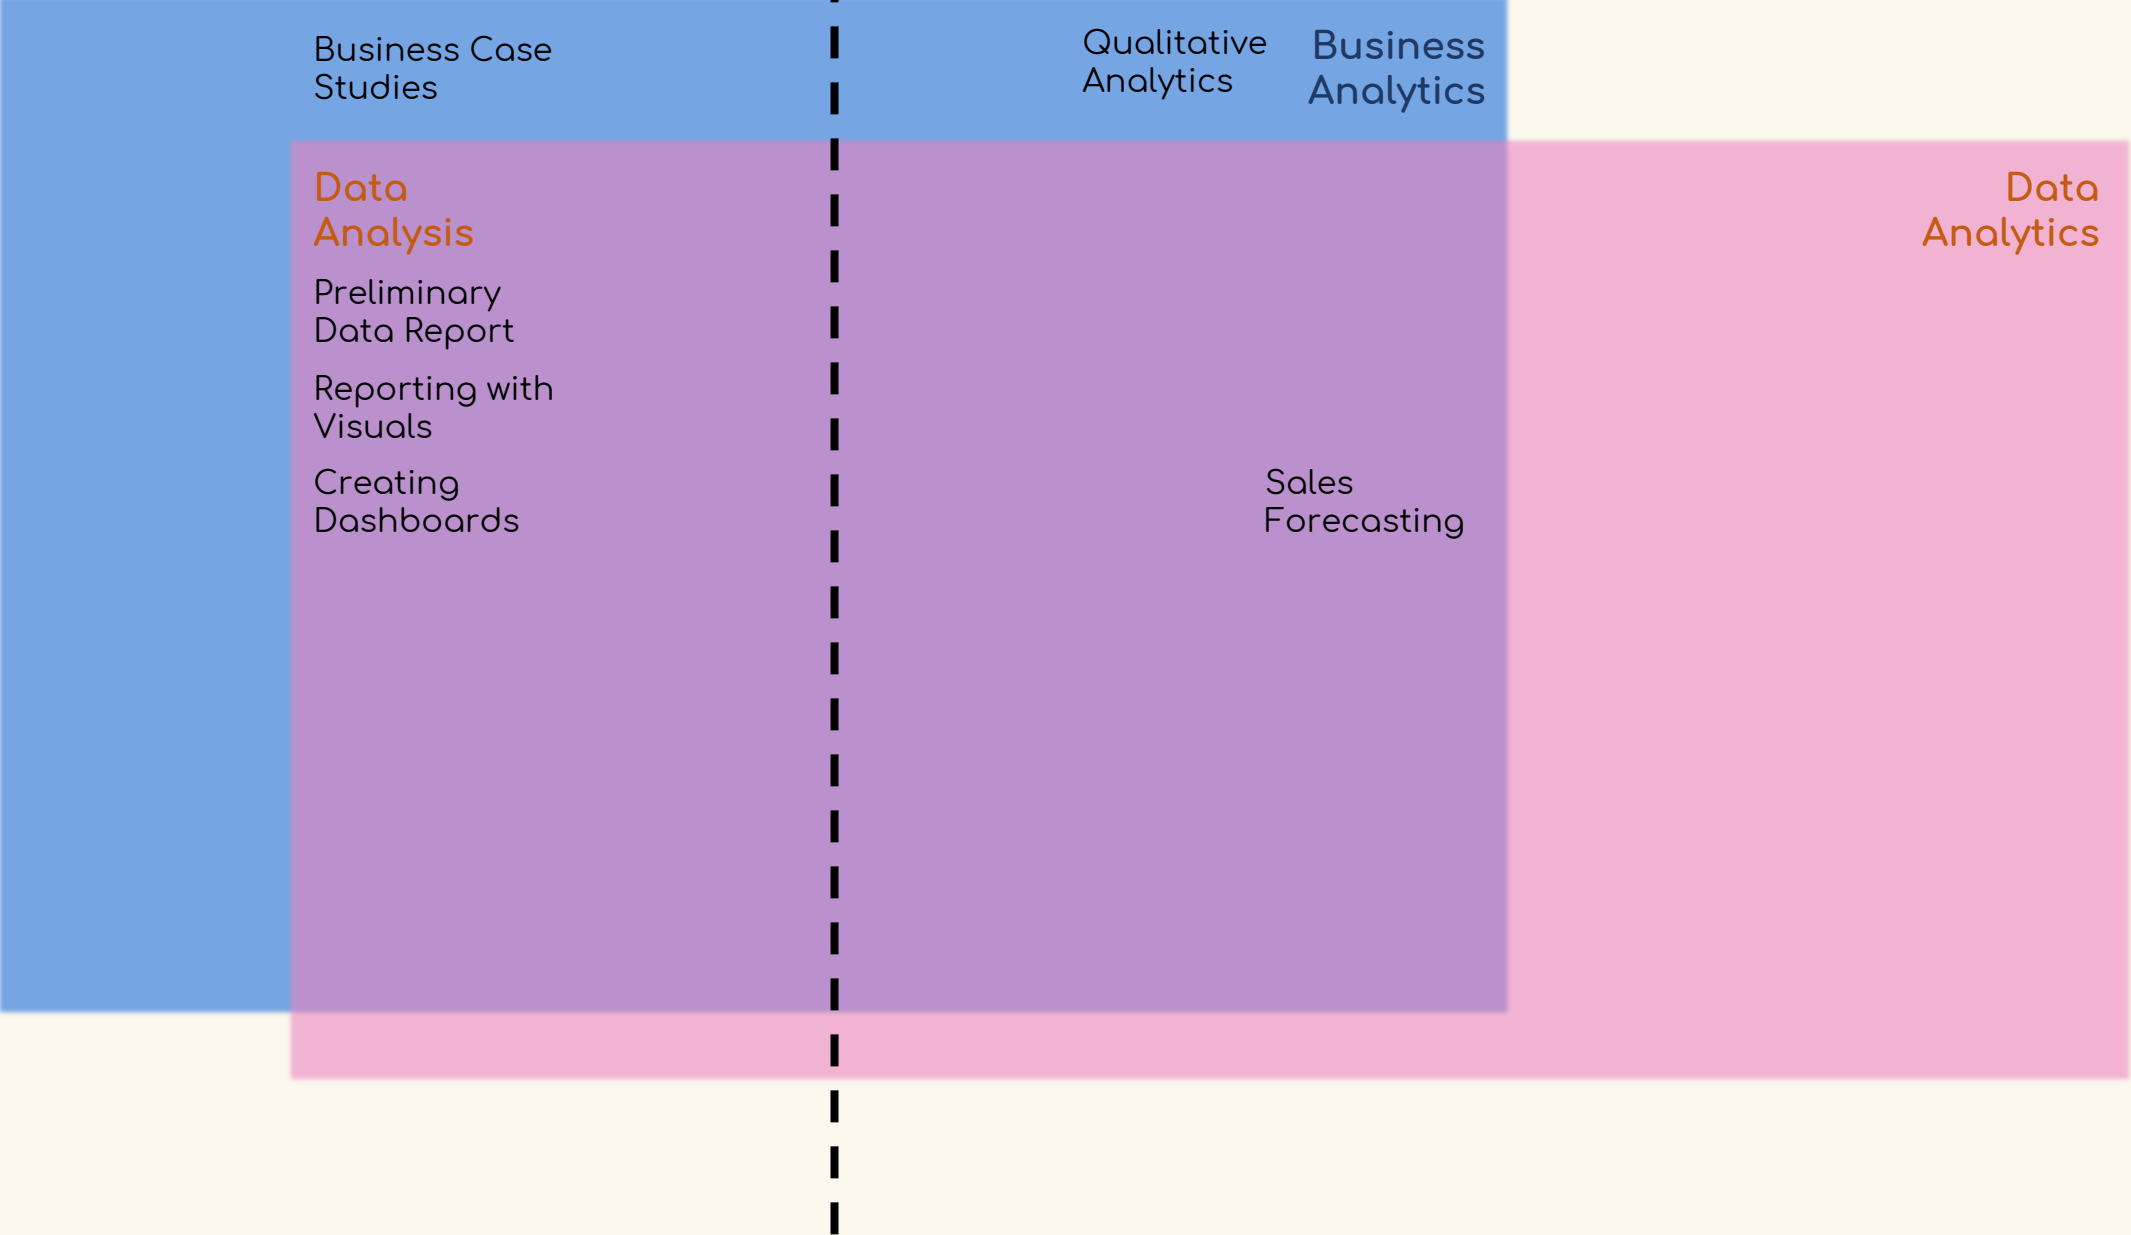 Business Case
Studies
Qualitative
Analytics
Business
Analytics
Data
Analysis
Data
Analytics
Preliminary
Data Report
Reporting with
Visuals
Creating
Dashboards
Sales
Forecasting